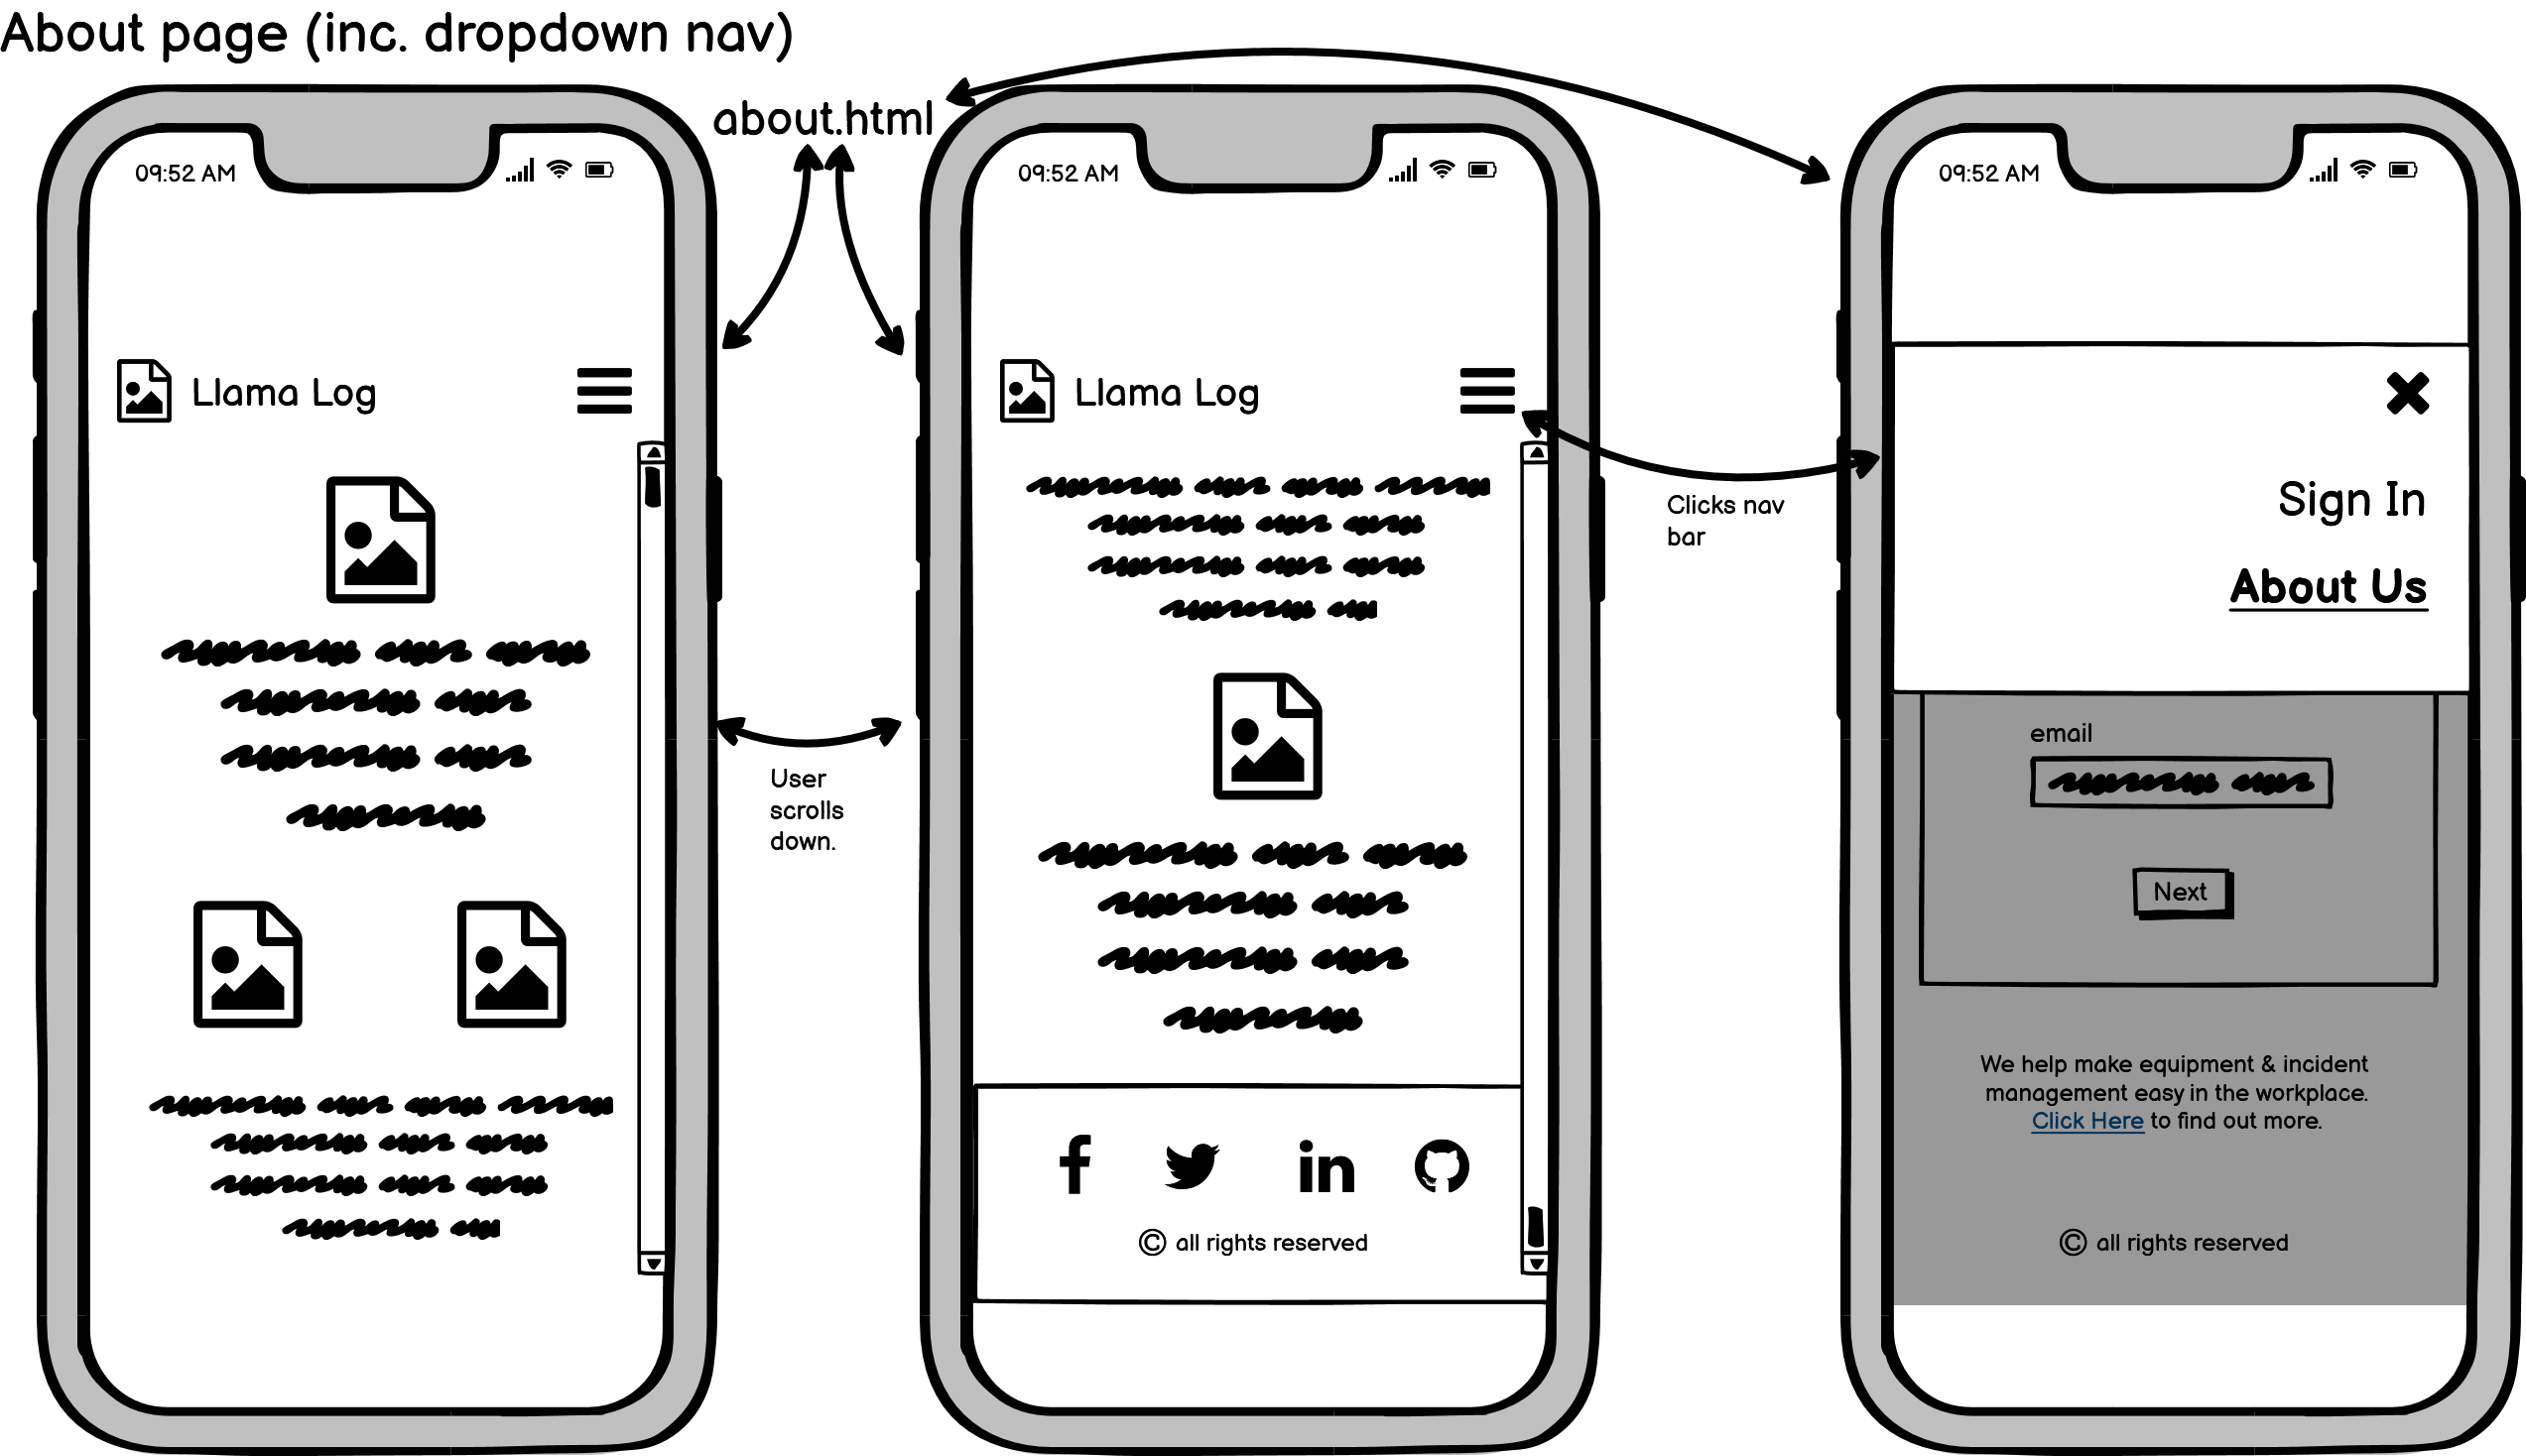 About page (inc. dropdown nav)
about.html
09:52 AM
Llama Log
User
scrolls
down.
09:52 AM
Llama Log
© all rights reserved
Clicks nav
bar
09:52 AM
Sign In
About Us
email
Next
We help make equipment & incident
management easy in the workplace.
Click Here to find out more.
© all rights reserved